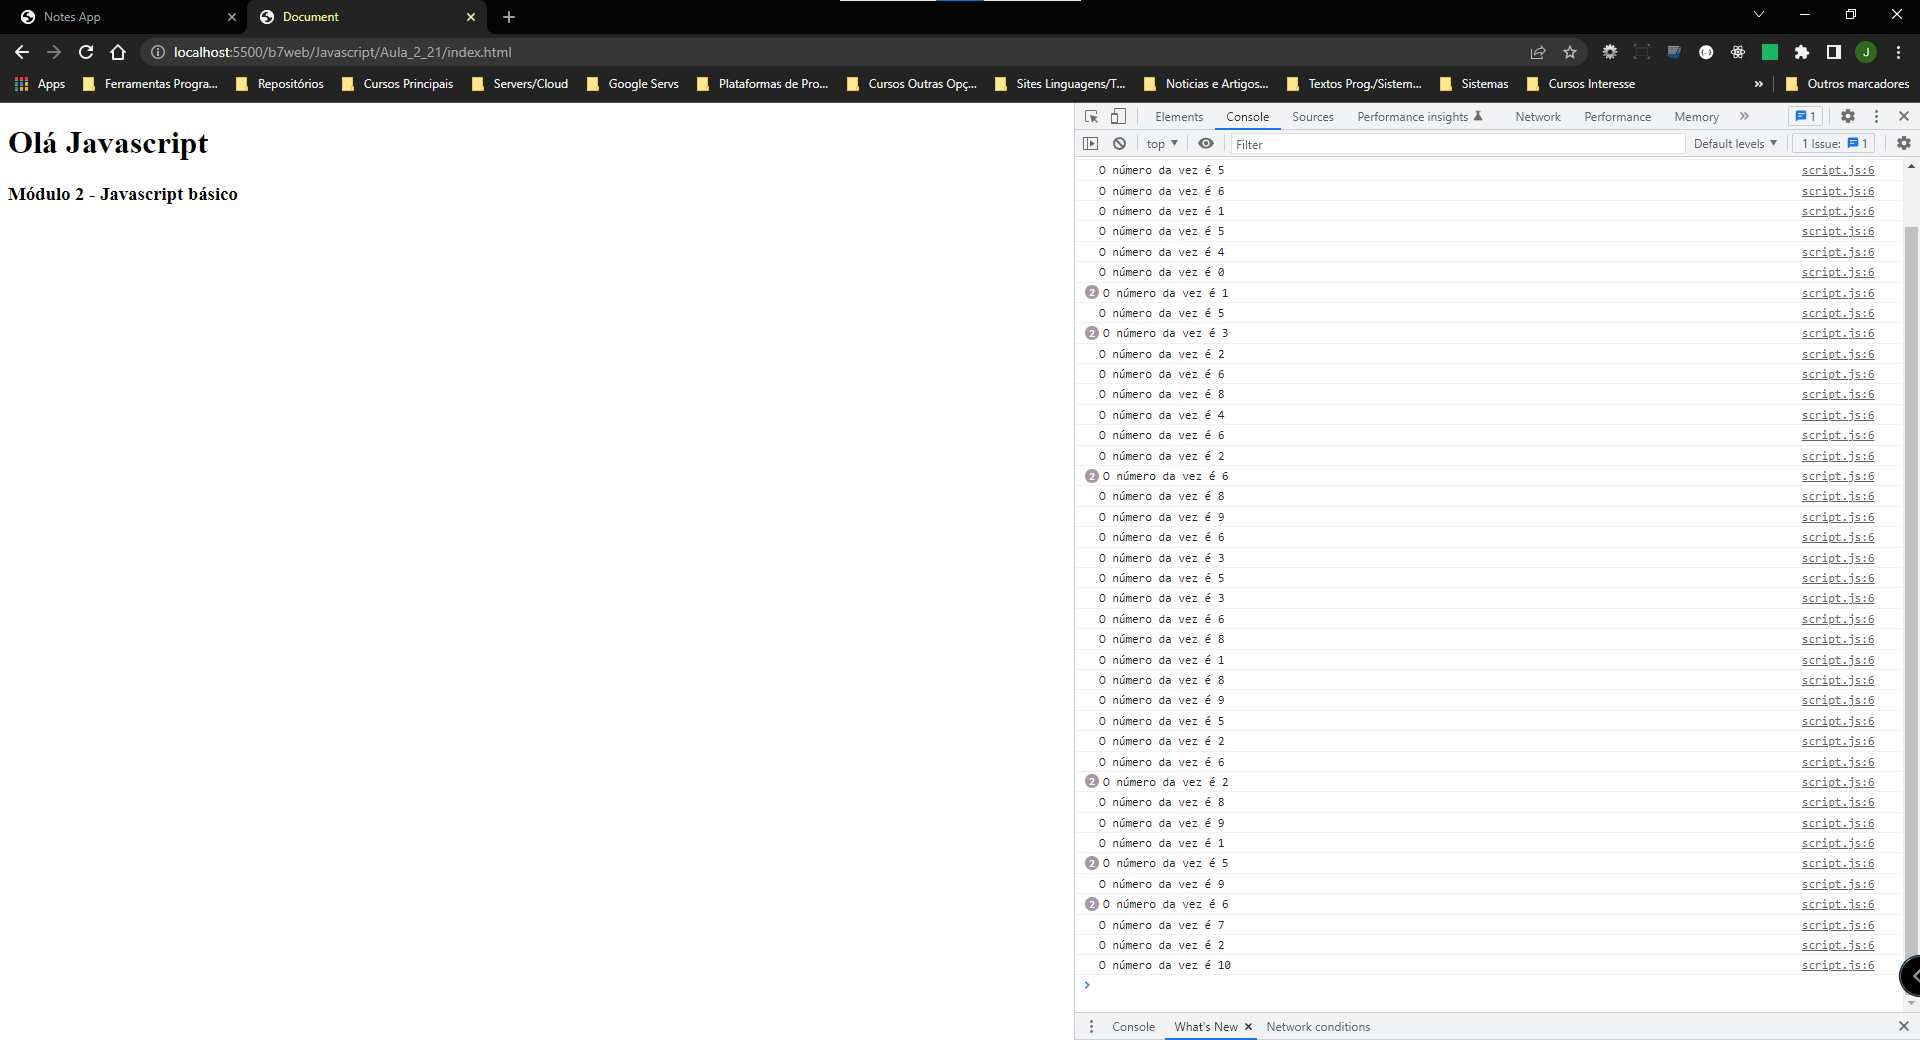 Notes App
Document
localhost:5500/b7web/Javascript/Aula_2_21/index.html
J
Apps
Ferramentas Progra...
Repositórios
Cursos Principais
Servers/Cloud
Google Servs
Plataformas de Pro...
Cursos Outras Opç...
Sites Linguagens/T...
Noticias e Artigos...
Textos Prog./Sistem...
Sistemas
Cursos Interesse
»
Outros marcadores
Olá Javascript
Módulo 2 - Javascript básico
Elements Console Sources Performance insights Network Performance Memory » 1
top Filter Default levels 1 Issue: 1
O número da vez é 5 script.js:6
O número da vez é 6 script.js:6
O número da vez é 1 script.js:6
O número da vez é 5 script.js:6
O número da vez é 4 script.js:6
O número da vez é 0 script.js:6
2 O número da vez é 1 script.js:6
O número da vez é 5 script.js:6
2 O número da vez é 3 script.js:6
O número da vez é 2 script.js:6
O número da vez é 6 script.js:6
O número da vez é 8 script.js:6
O número da vez é 4 script.js:6
O número da vez é 6 script.js:6
O número da vez é 2 script.js:6
2 O número da vez é 6 script.js:6
O número da vez é 8 script.js:6
O número da vez é 9 script.js:6
O número da vez é 6 script.js:6
O número da vez é 3 script.js:6
O número da vez é 5 script.js:6
O número da vez é 3 script.js:6
O número da vez é 6 script.js:6
O número da vez é 8 script.js:6
O número da vez é 1 script.js:6
O número da vez é 8 script.js:6
O número da vez é 9 script.js:6
O número da vez é 5 script.js:6
O número da vez é 2 script.js:6
O número da vez é 6 script.js:6
2 O número da vez é 2 script.js:6
O número da vez é 8 script.js:6
O número da vez é 9 script.js:6
O número da vez é 1 script.js:6
2 O número da vez é 5 script.js:6
O número da vez é 9 script.js:6
2 O número da vez é 6 script.js:6
O número da vez é 7 script.js:6
O número da vez é 2 script.js:6
O número da vez é 10 script.js:6
Console What's New Network conditions